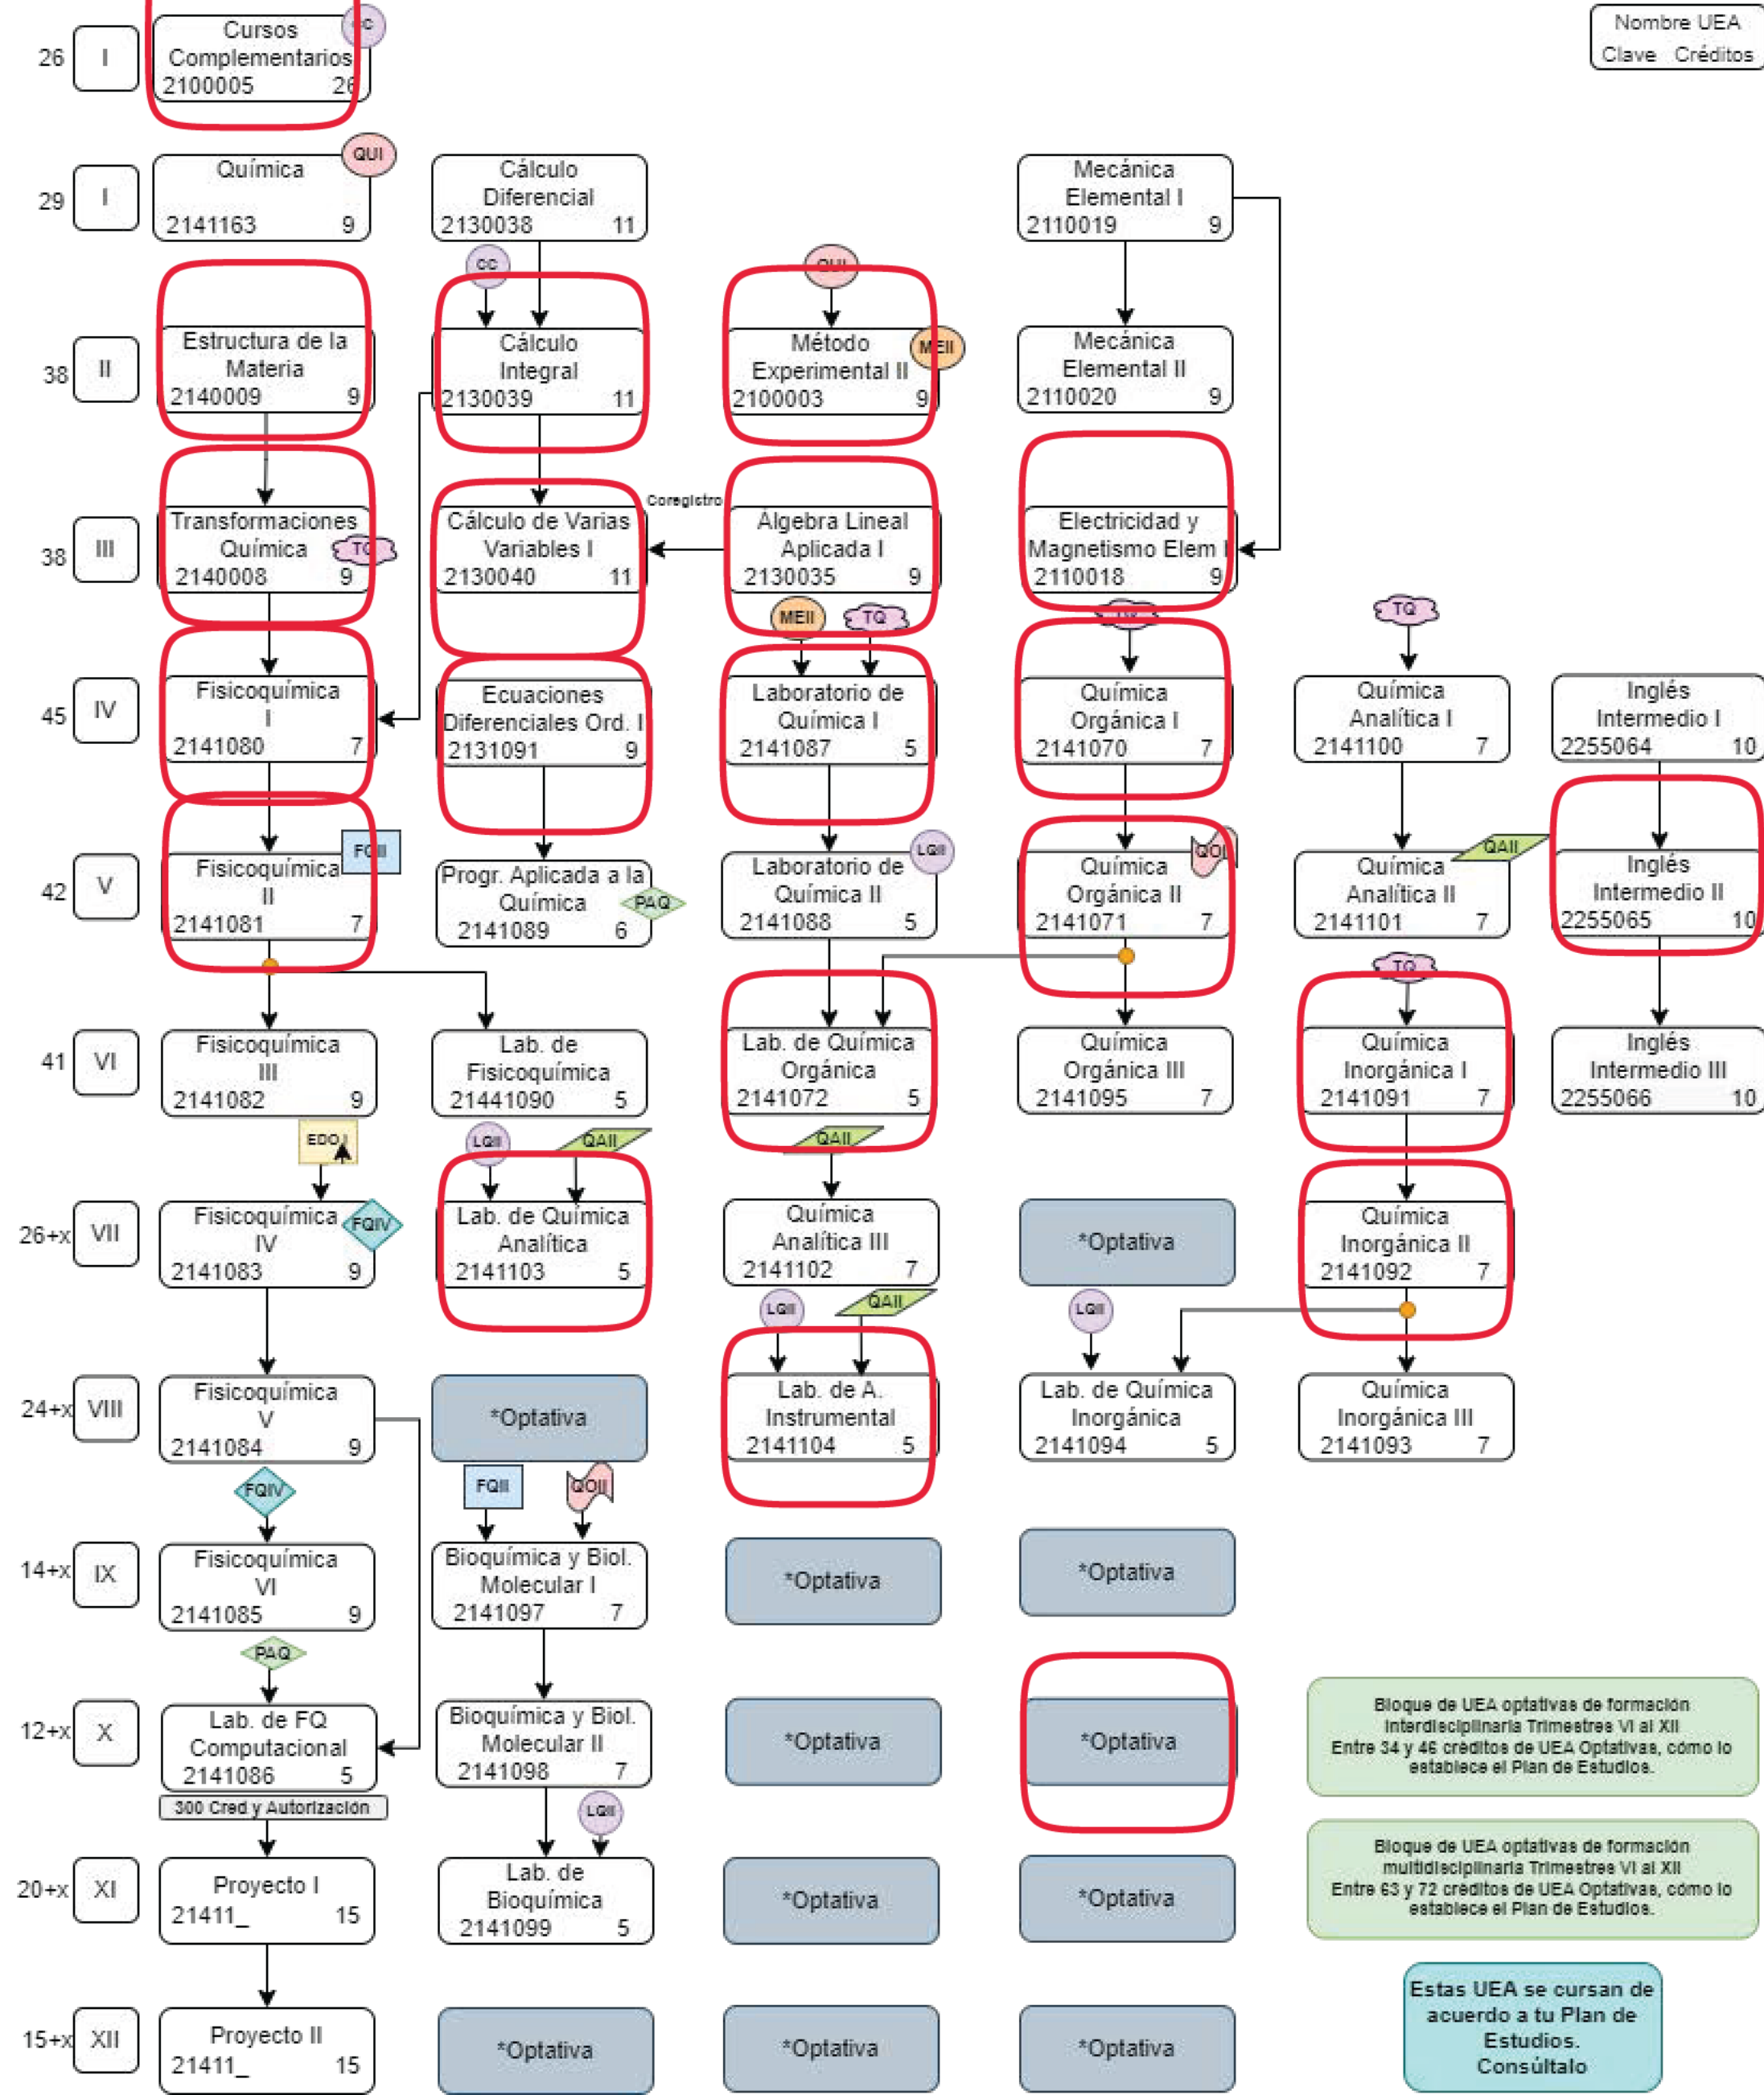 Nombre UEA
Clave Créditos
26 I
Cursos
Complementarios
2100005 26
CC
29 I
Química
2141163 9
QUI
Cálculo
Diferencial
2130038 11
Mecánica
Elemental I
2110019 9
CC
QUI
38 II
Estructura de la
Materia
2140009 9
Cálculo
Integral
2130039 11
Método
Experimental II
2100003 9
MEII
Mecánica
Elemental II
2110020 9
38 III
Transformaciones
Química
2140008 9
TQ
Cálculo de Varias
Variables I
2130040 11
Coregistro
Álgebra Lineal
Aplicada I
2130035 9
Electricidad y
Magnetismo Elem I
2110018 9
MEII
TQ
TQ
TQ
45 IV
Fisicoquímica
I
2141080 7
Ecuaciones
Diferenciales Ord. I
2131091 9
Laboratorio de
Química I
2141087 5
Química
Orgánica I
2141070 7
Química
Analítica I
2141100 7
Inglés
Intermedio I
2255064 10
42 V
Fisicoquímica
II
2141081 7
FQII
Progr. Aplicada a la
Química
2141089 6
PAQ
Laboratorio de
Química II
2141088 5
LQII
Química
Orgánica II
2141071 7
QOII
Química
Analítica II
2141101 7
QAII
Inglés
Intermedio II
2255065 10
TQ
41 VI
Fisicoquímica
III
2141082 9
Lab. de
Fisicoquímica
21441090 5
Lab. de Química
Orgánica
2141072 5
Química
Orgánica III
2141095 7
Química
Inorgánica I
2141091 7
Inglés
Intermedio III
2255066 10
EDO I
LQII
QAII
QAII
26+x VII
Fisicoquímica
IV
2141083 9
FQIV
Lab. de Química
Analítica
2141103 5
Química
Analítica III
2141102 7
*Optativa
Química
Inorgánica II
2141092 7
LQII
QAII
LQII
24+x VIII
Fisicoquímica
V
2141084 9
*Optativa
Lab. de A.
Instrumental
2141104 5
Lab. de Química
Inorgánica
2141094 5
Química
Inorgánica III
2141093 7
FQIV
FQII
QOII
14+x IX
Fisicoquímica
VI
2141085 9
Bioquímica y Biol.
Molecular I
2141097 7
*Optativa
*Optativa
PAQ
12+x X
Lab. de FQ
Computacional
2141086 5
Bioquímica y Biol.
Molecular II
2141098 7
*Optativa
*Optativa
Bloque de UEA optativas de formación
Interdisciplinaria Trimestres VI al XII
Entre 34 y 46 créditos de UEA Optativas, cómo lo
establece el Plan de Estudios.
300 Cred y Autorización
LQII
20+x XI
Proyecto I
21411_ 15
Lab. de
Bioquímica
2141099 5
*Optativa
*Optativa
Bloque de UEA optativas de formación
multidisciplinaria Trimestres VI al XII
Entre 63 y 72 créditos de UEA Optativas, cómo lo
establece el Plan de Estudios.
15+x XII
Proyecto II
21411_ 15
*Optativa
*Optativa
*Optativa
Estas UEA se cursan de
acuerdo a tu Plan de
Estudios.
Consúltalo